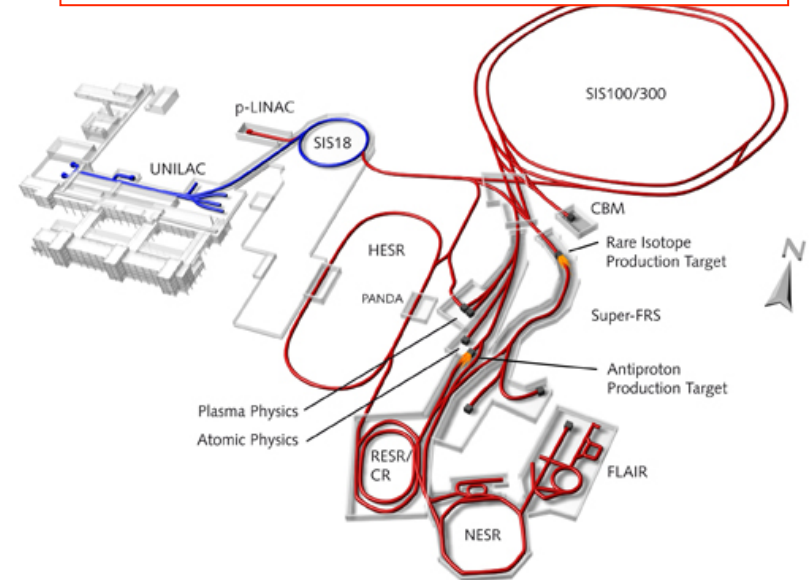 SIS100/300
p-LINAC
SIS18
UNILAC
CBM
Rare Isotope
Production Target
N
HESR
PANDA
Super-FRS
Antiproton
Production Target
Plasma Physics
Atomic Physics
RESR/
CR
FLAIR
NESR